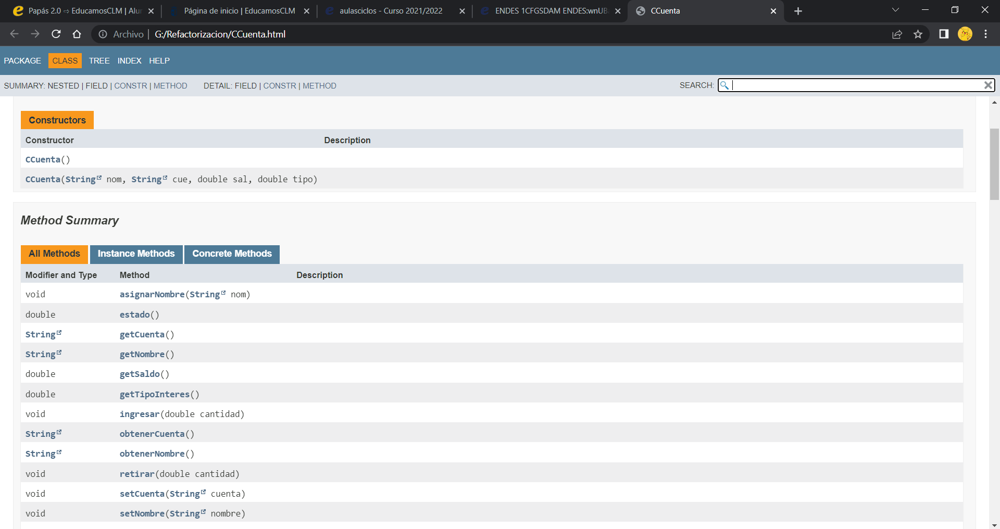 Papás 2.0 ⇨ EducamosCLM | Alu
Página de inicio | EducamosCLM
aulasciclos - Curso 2021/2022
ENDES 1CFGSDAM ENDES:wnUB
CCuenta
Archivo | G:/Refactorizacion/CCuenta.html
PACKAGE CLASS TREE INDEX HELP
SUMMARY: NESTED | FIELD | CONSTR | METHOD DETAIL: FIELD | CONSTR | METHOD SEARCH:
Constructors
Constructor Description
CCuenta()
CCuenta(String nom, String cue, double sal, double tipo)
Method Summary
All Methods Instance Methods Concrete Methods
Modifier and Type Method Description
void asignarNombre(String nom)
double estado()
String getCuenta()
String getNombre()
double getSaldo()
double getTipoInteres()
void ingresar(double cantidad)
String obtenerCuenta()
String obtenerNombre()
void retirar(double cantidad)
void setCuenta(String cuenta)
void setNombre(String nombre)